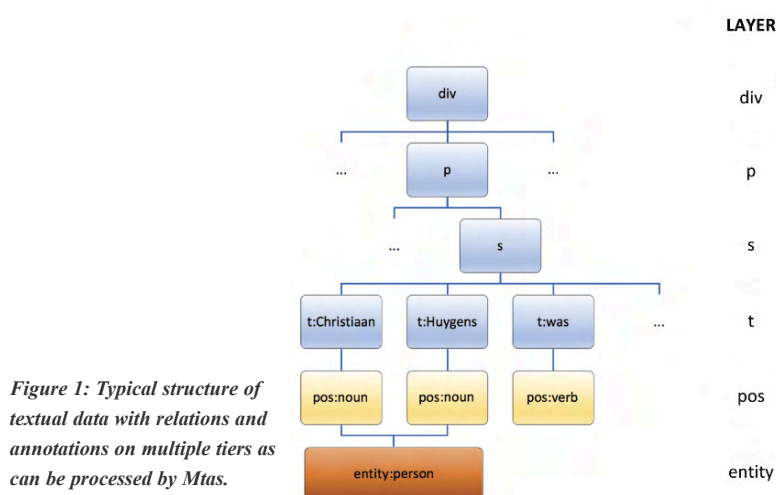 LAYER
div div
... p ... p
... s s
t:Christiaan t:Huygens t:was ... t
pos:noun pos:noun pos:verb pos
entity:person entity
Figure 1: Typical structure of
textual data with relations and
annotations on multiple tiers as
can be processed by Mtas.